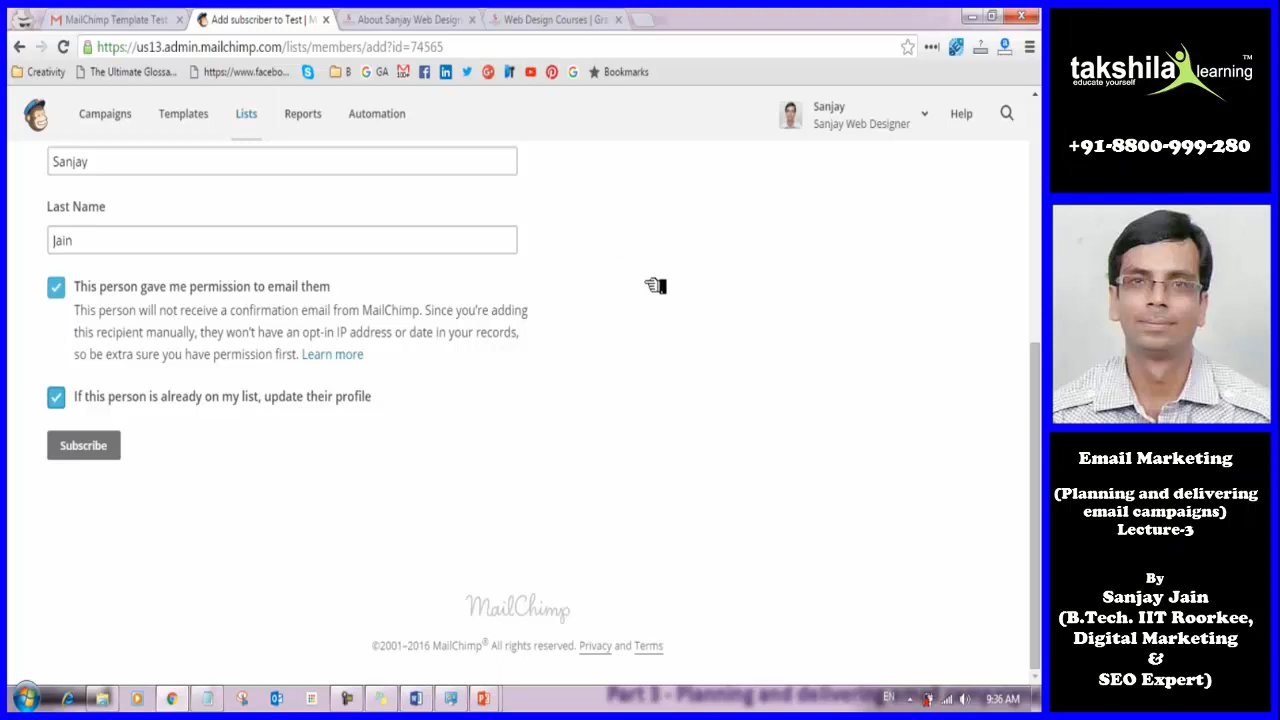 MailChimp Template Test
Add subscriber to Test | M
About Sanjay Web Design
Web Design Courses | Gr
https://us13.admin.mailchimp.com/lists/members/add?id=74565
Creativity
The Ultimate Glossa...
https://www.facebo...
B
GA
Bookmarks
Campaigns
Templates
Lists
Reports
Automation
Sanjay
Sanjay Web Designer
Help
Sanjay
Last Name
Jain
This person gave me permission to email them
This person will not receive a confirmation email from MailChimp. Since you're adding
this recipient manually, they won't have an opt-in IP address or date in your records,
so be extra sure you have permission first. Learn more
If this person is already on my list, update their profile
Subscribe
MailChimp
©2001–2016 MailChimp® All rights reserved. Privacy and Terms
Part 3 - Planning and deliverin
EN
9:36 AM
takshila learning TM
educate yourself
+91-8800-999-280
Email Marketing
(Planning and delivering
email campaigns)
Lecture-3
By
Sanjay Jain
(B.Tech. IIT Roorkee,
Digital Marketing
&
SEO Expert)